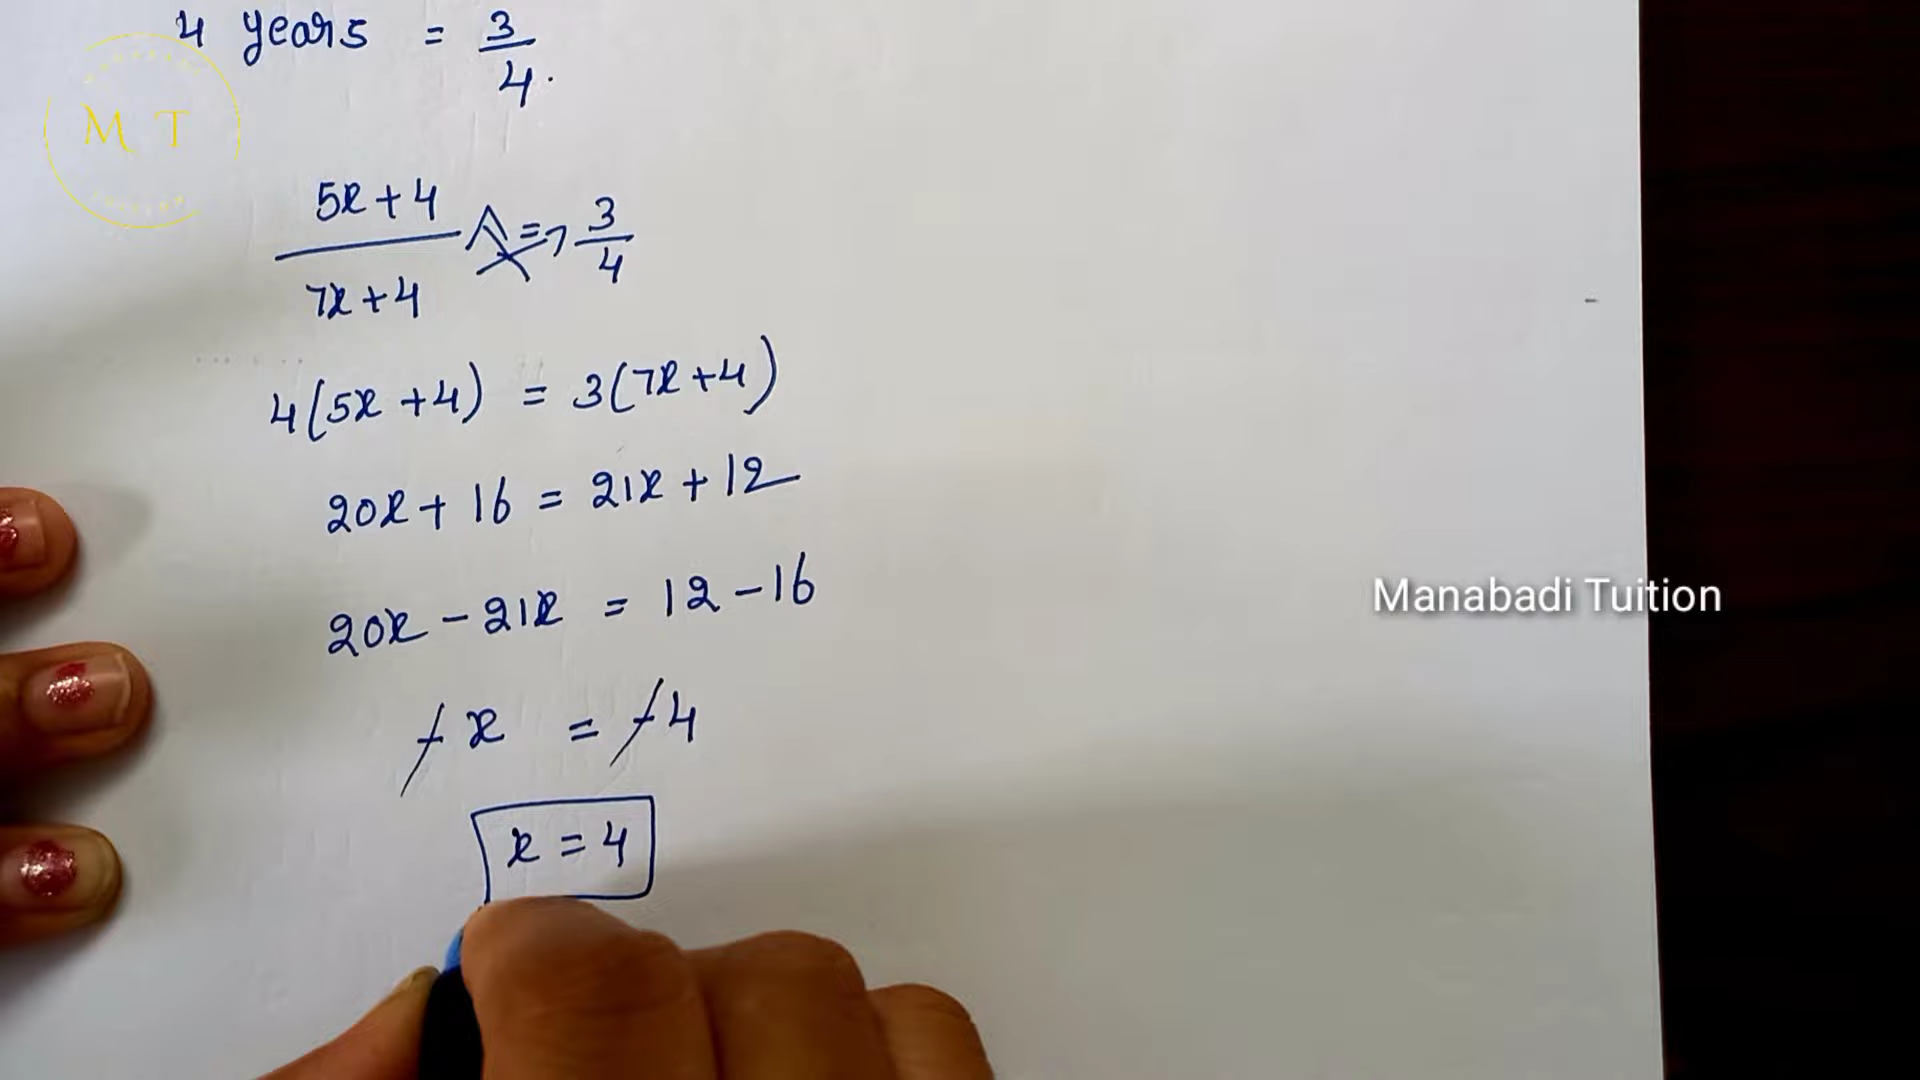 4 years = 3/4.
M T
(5x+4)/(7x+4) = 3/4
4(5x+4) = 3(7x+4)
20x+16 = 21x+12
20x-21x = 12-16
Manabadi Tuition
-x = -4
x = 4